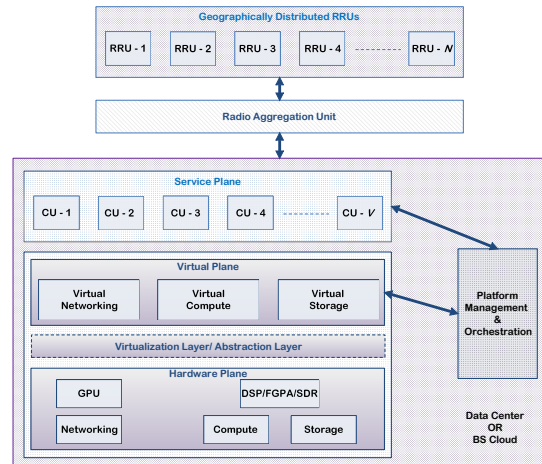 Geographically Distributed RRUs
RRU - 1 RRU - 2 RRU - 3 RRU - 4 RRU - N
Radio Aggregation Unit
Service Plane
CU - 1 CU - 2 CU - 3 CU - 4 CU - V
Virtual Plane
Virtual Networking
Virtual Compute
Virtual Storage
Platform
Management
&
Orchestration
Virtualization Layer/ Abstraction Layer
Hardware Plane
GPU DSP/FGPA/SDR
Networking Compute Storage
Data Center
OR
BS Cloud